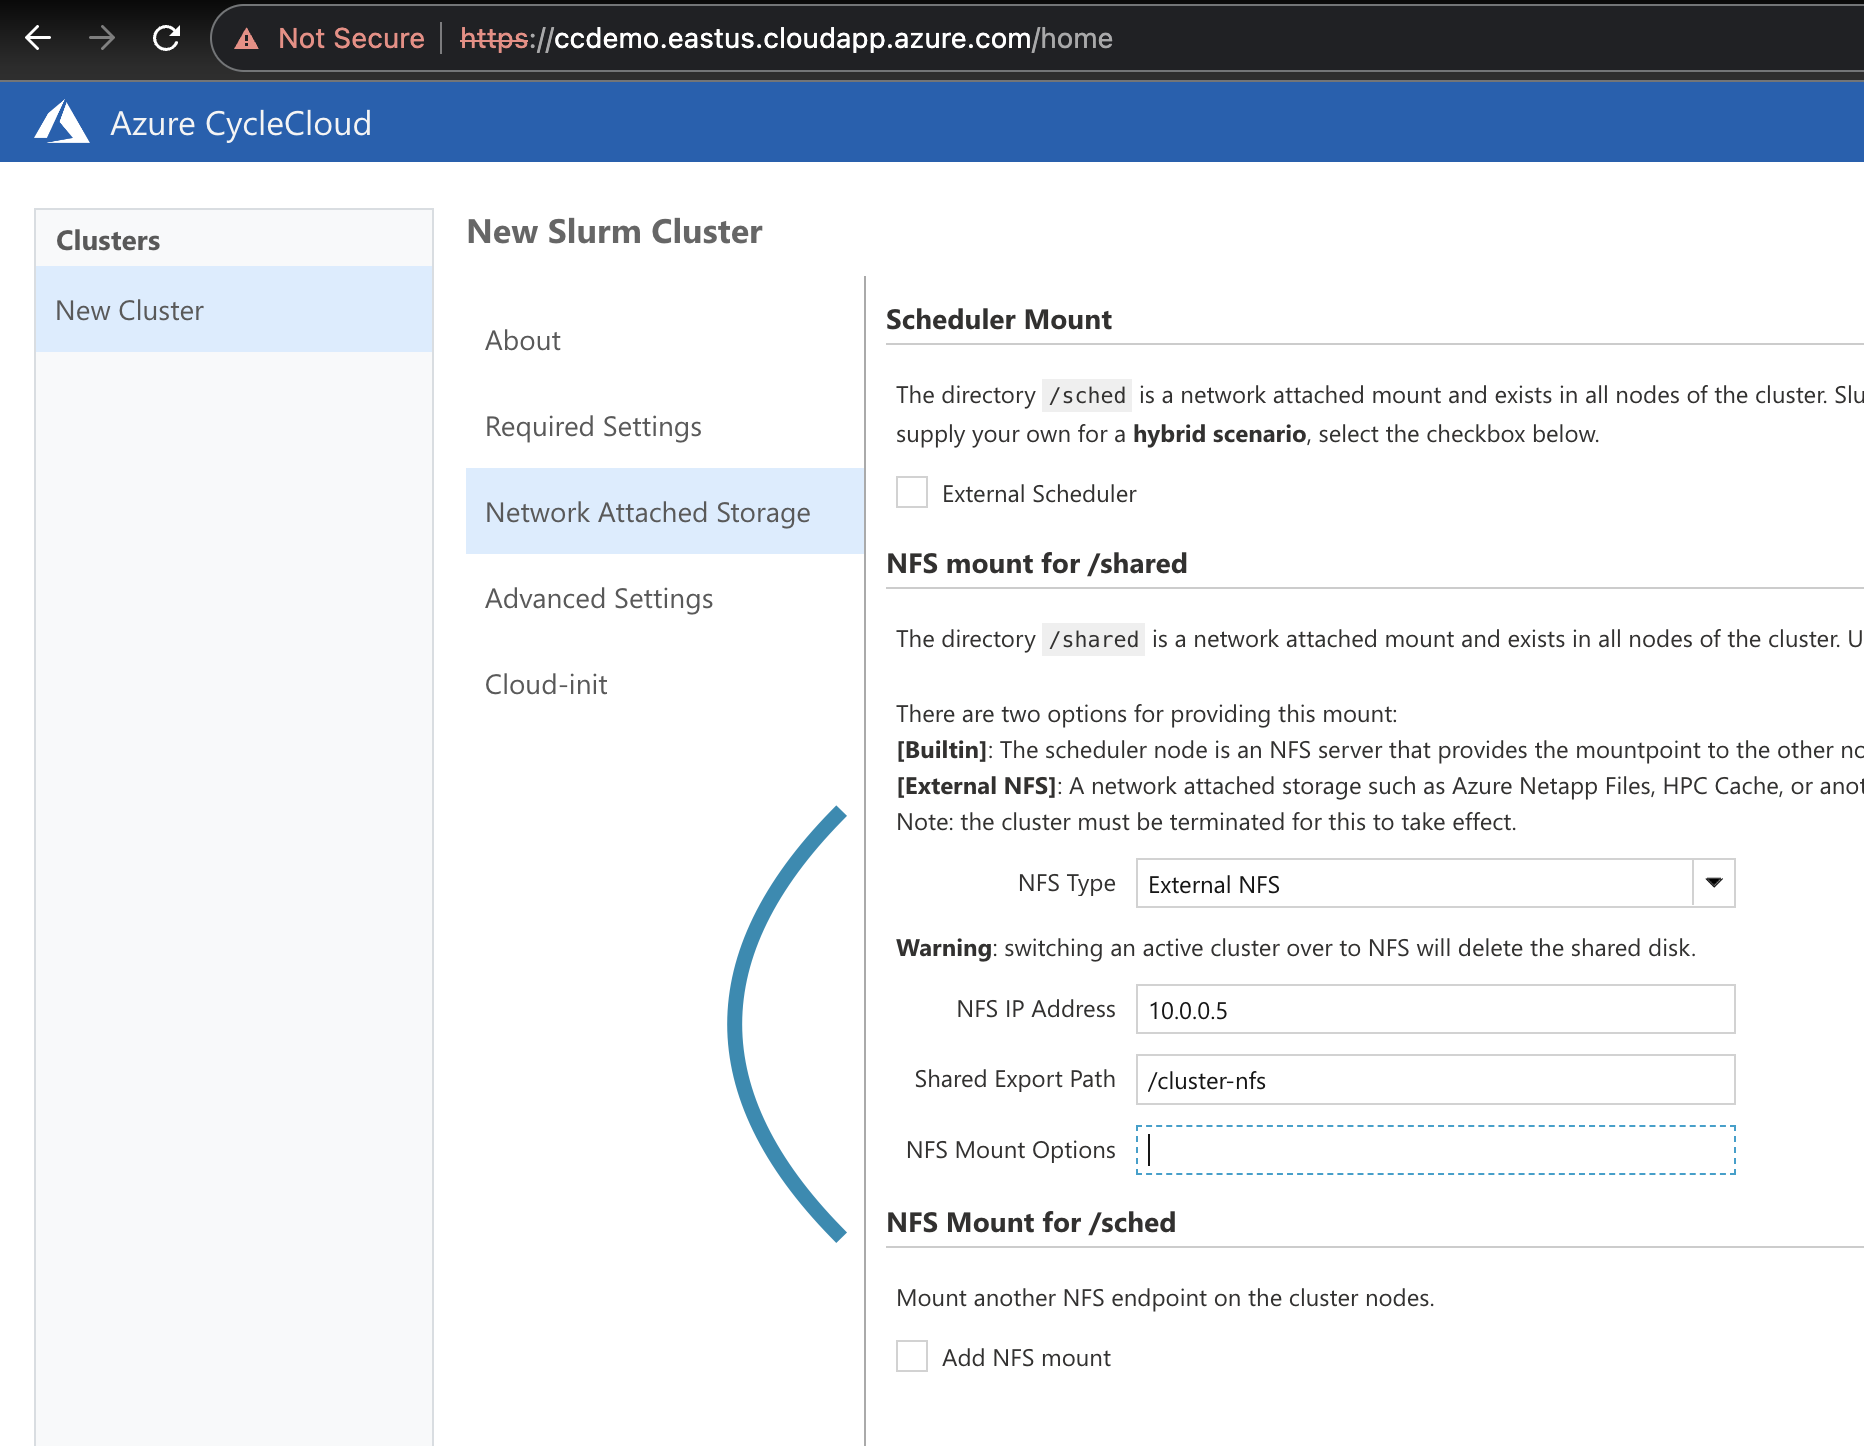 Not Secure https://ccdemo.eastus.cloudapp.azure.com/home
Azure CycleCloud
Clusters
New Cluster
New Slurm Cluster
About
Required Settings
Network Attached Storage
Advanced Settings
Cloud-init
Scheduler Mount
The directory /sched is a network attached mount and exists in all nodes of the cluster. Slu
supply your own for a hybrid scenario, select the checkbox below.
External Scheduler
NFS mount for /shared
The directory /shared is a network attached mount and exists in all nodes of the cluster. U
There are two options for providing this mount:
[Builtin]: The scheduler node is an NFS server that provides the mountpoint to the other no
[External NFS]: A network attached storage such as Azure Netapp Files, HPC Cache, or anot
Note: the cluster must be terminated for this to take effect.
NFS Type External NFS
Warning: switching an active cluster over to NFS will delete the shared disk.
NFS IP Address 10.0.0.5
Shared Export Path /cluster-nfs
NFS Mount Options
NFS Mount for /sched
Mount another NFS endpoint on the cluster nodes.
Add NFS mount